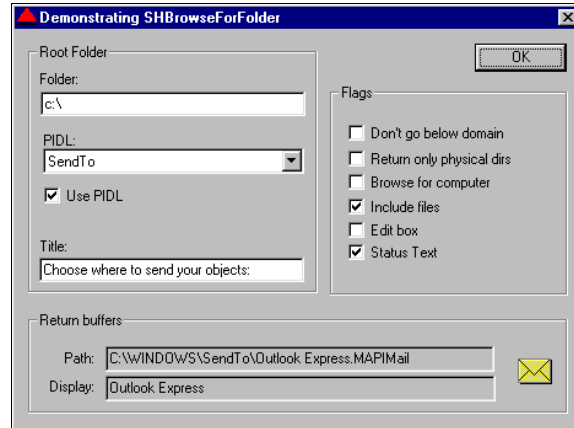 Demonstrating SHBrowseForFolder
Root Folder
Folder:
c:\
PIDL:
SendTo
Use PIDL
Title:
Choose where to send your objects:
OK
Flags
Don't go below domain
Return only physical dirs
Browse for computer
Include files
Edit box
Status Text
Return buffers
Path: C:\WINDOWS\SendTo\Outlook Express.MAPIMail
Display: Outlook Express